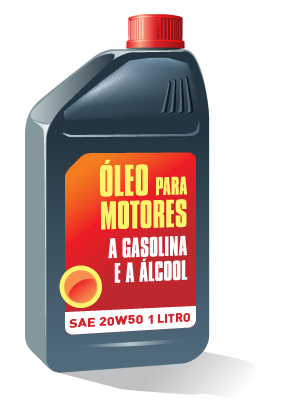 ÓLEO PARA
MOTORES
A GASOLINA
E A ÁLCOOL
SAE 20W50 1 LITRO